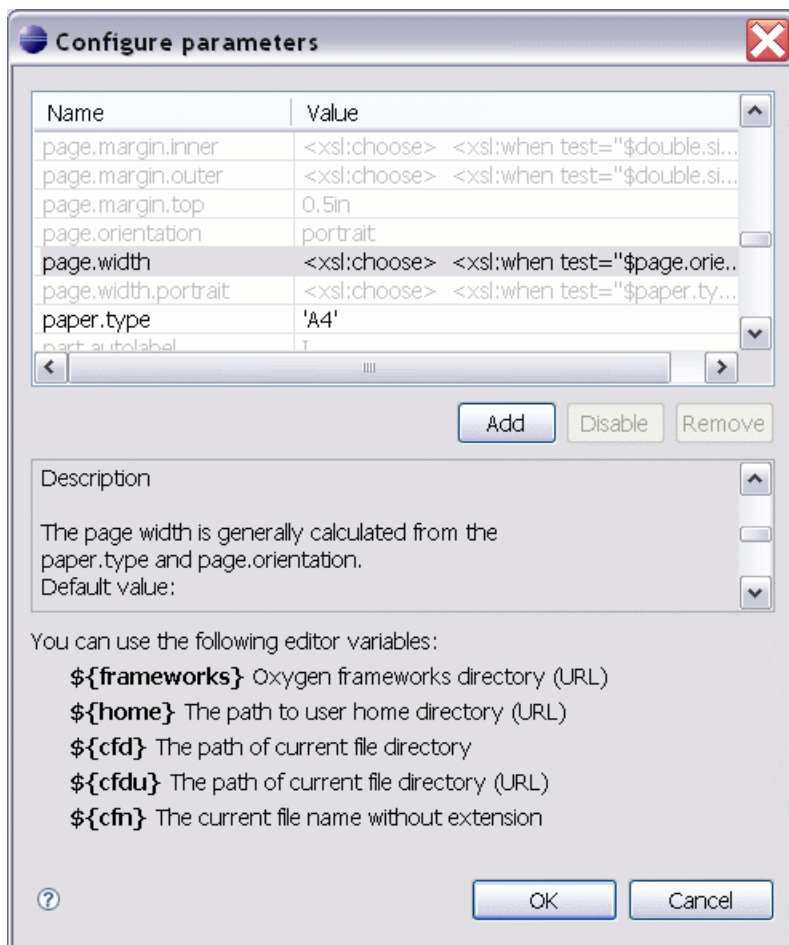 Configure parameters
Name Value
page.margin.inner <xsl:choose> <xsl:when test="$double.si...
page.margin.outer <xsl:choose> <xsl:when test="$double.si...
page.margin.top 0.5in
page.orientation portrait
page.width <xsl:choose> <xsl:when test="$page.orie..
page.width.portrait <xsl:choose> <xsl:when test="$paper.ty...
paper.type 'A4'
part.autolabel I
Add Disable Remove
Description
The page width is generally calculated from the
paper.type and page.orientation.
Default value:
You can use the following editor variables:
${frameworks} Oxygen frameworks directory (URL)
${home} The path to user home directory (URL)
${cfd} The path of current file directory
${cfdu} The path of current file directory (URL)
${cfn} The current file name without extension
? OK Cancel